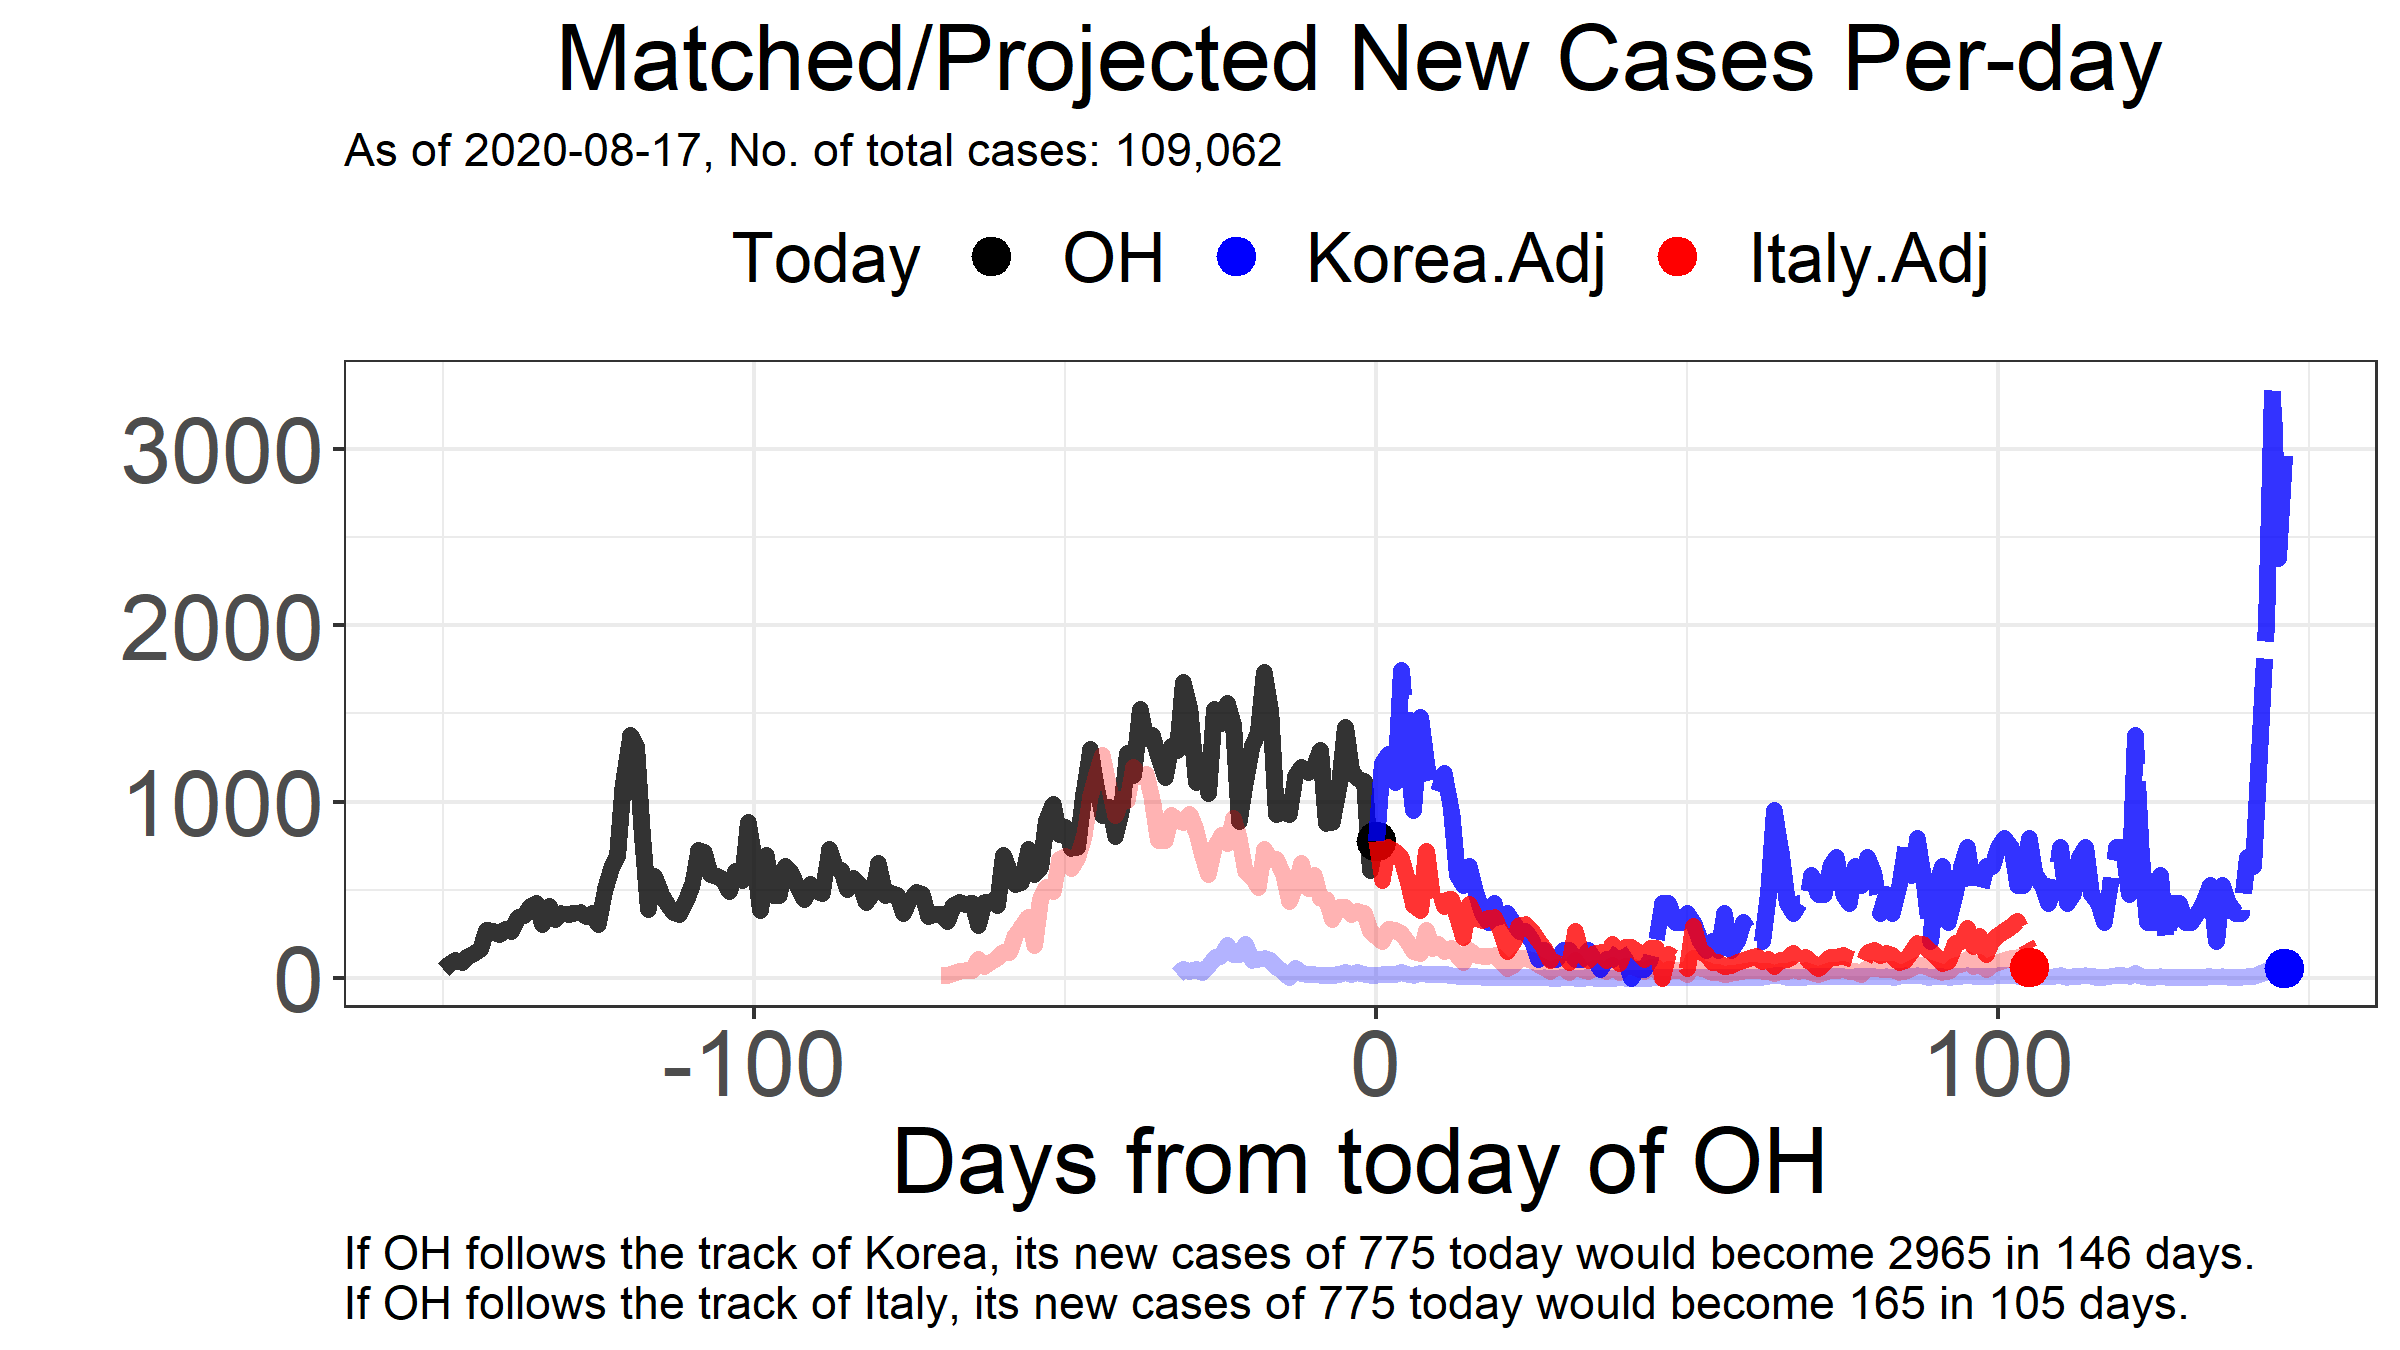 Matched/Projected New Cases Per-day
As of 2020-08-17, No. of total cases: 109,062
Today OH Korea.Adj Italy.Adj
3000
2000
1000
0
-100 0 100
Days from today of OH
If OH follows the track of Korea, its new cases of 775 today would become 2965 in 146 days.
If OH follows the track of Italy, its new cases of 775 today would become 165 in 105 days.